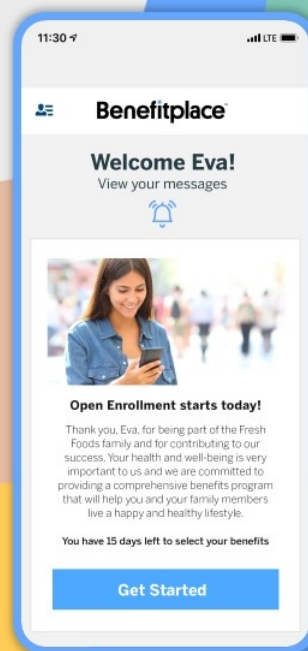 11:30
LTE
Benefitplace
Welcome Eva!
View your messages
Open Enrollment starts today!
Thank you, Eva, for being part of the Fresh
Foods family and for contributing to our
success. Your health and well-being is very
important to us and we are committed to
providing a comprehensive benefits program
that will help you and your family members
live a happy and healthy lifestyle.
You have 15 days left to select your benefits
Get Started